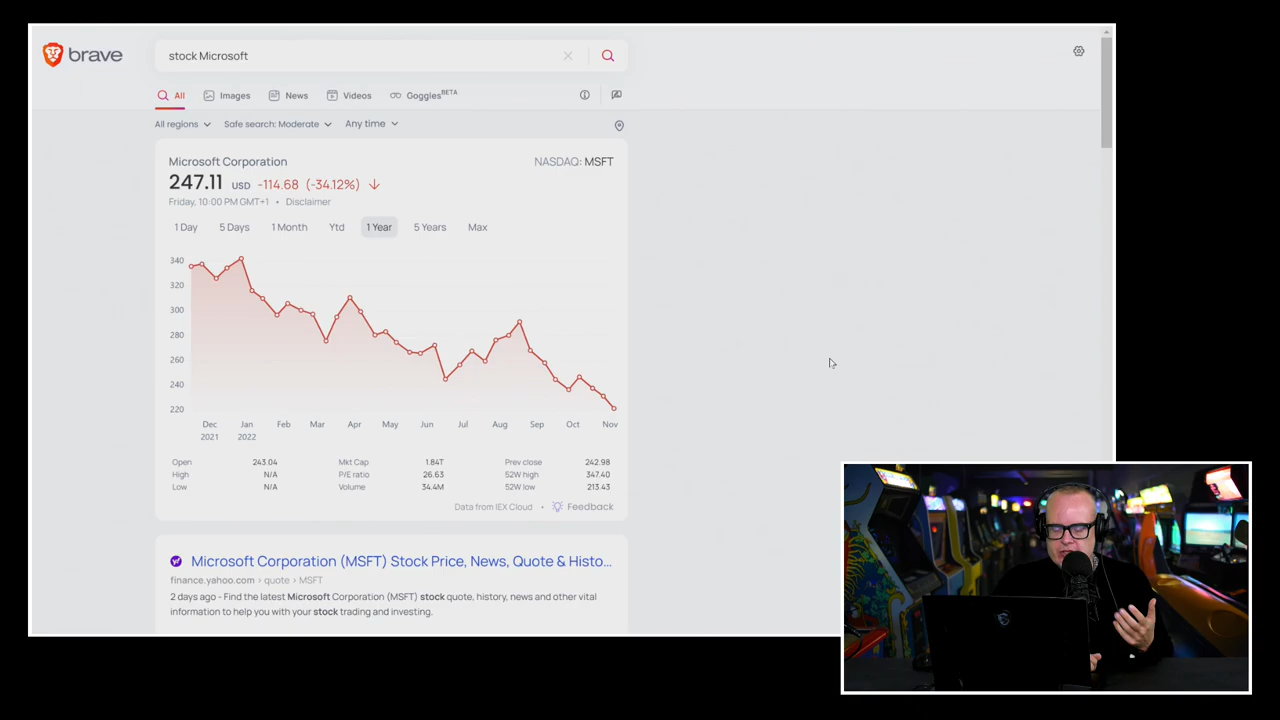 brave
stock Microsoft
All Images News Videos Goggles BETA
All regions Safe search: Moderate Any time
Microsoft Corporation NASDAQ: MSFT
247.11 USD -114.68 (-34.12%) ↓
Friday, 10:00 PM GMT+1 • Disclaimer
1 Day 5 Days 1 Month Ytd 1 Year 5 Years Max
340
320
300
280
260
240
220
Dec Jan Feb Mar Apr May Jun Jul Aug Sep Oct Nov
2021 2022
Open 243.04 Mkt Cap 1.84T Prev close 242.98
High N/A P/E ratio 26.63 52W high 347.40
Low N/A Volume 34.4M 52W low 213.43
Data from IEX Cloud • Feedback
Microsoft Corporation (MSFT) Stock Price, News, Quote & Histo...
finance.yahoo.com › quote › MSFT
2 days ago - Find the latest Microsoft Corporation (MSFT) stock quote, history, news and other vital
information to help you with your stock trading and investing.